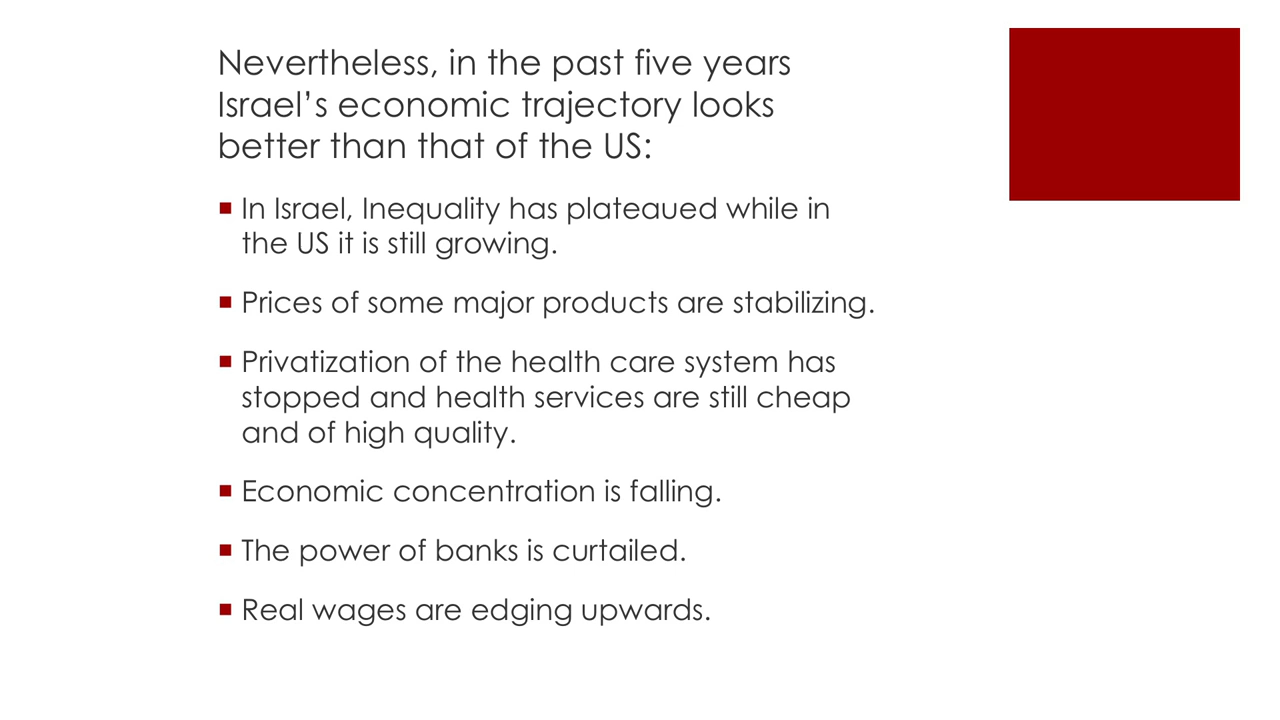 Nevertheless, in the past five years
Israel’s economic trajectory looks
better than that of the US:
▪ In Israel, Inequality has plateaued while in
the US it is still growing.
▪ Prices of some major products are stabilizing.
▪ Privatization of the health care system has
stopped and health services are still cheap
and of high quality.
▪ Economic concentration is falling.
▪ The power of banks is curtailed.
▪ Real wages are edging upwards.